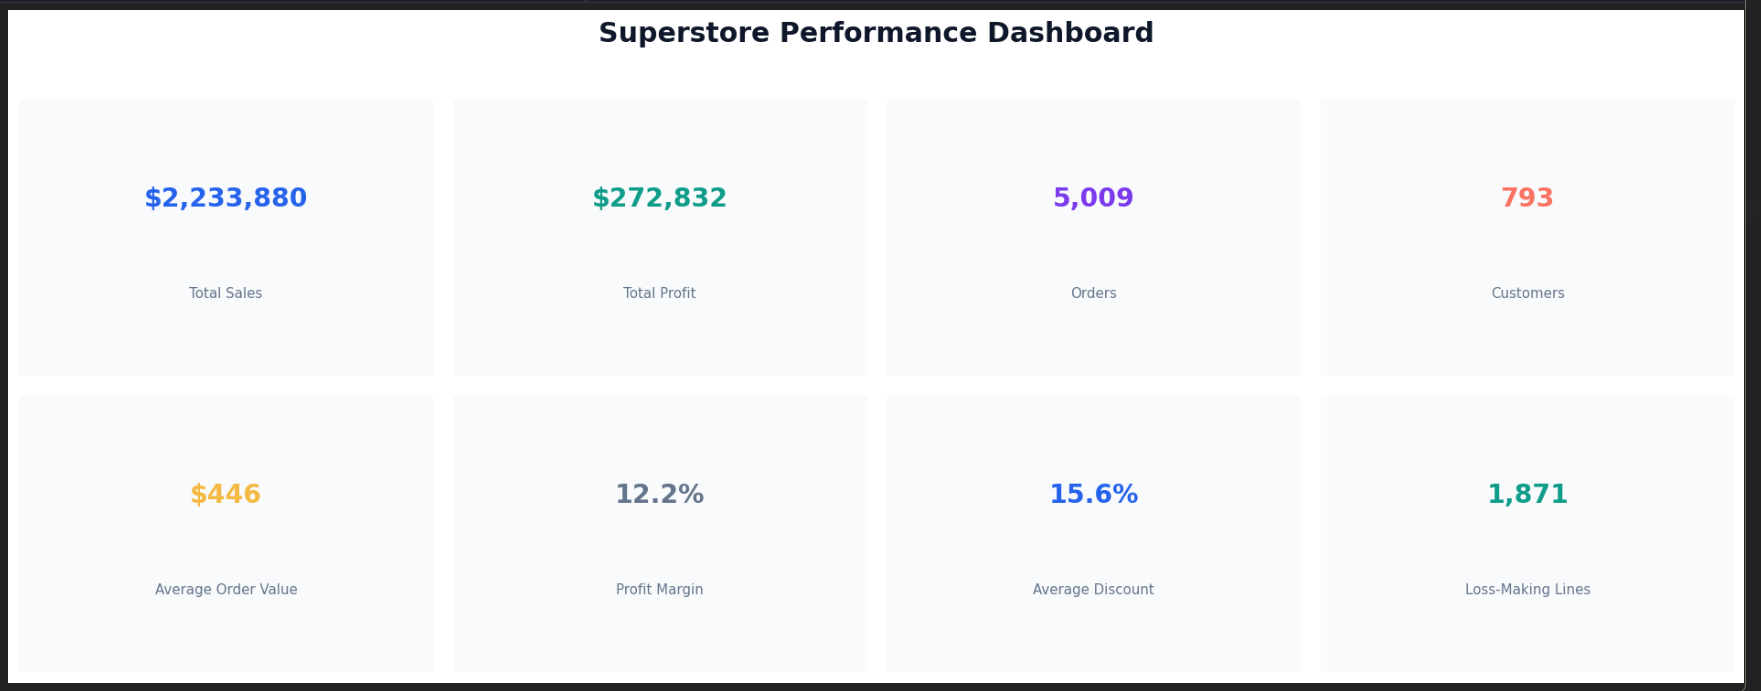 Superstore Performance Dashboard
$2,233,880
Total Sales
$272,832
Total Profit
5,009
Orders
793
Customers
$446
Average Order Value
12.2%
Profit Margin
15.6%
Average Discount
1,871
Loss-Making Lines